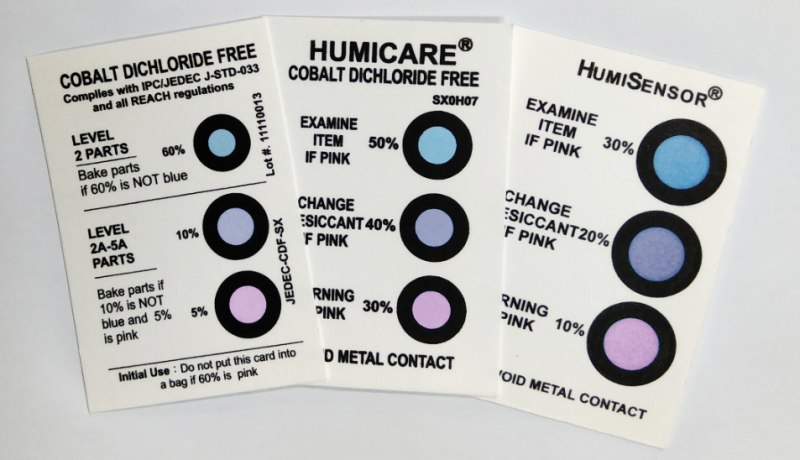 COBALT DICHLORIDE FREE
Complies with IPC/JEDEC J-STD-033
and all REACH regulations
LEVEL
2 PARTS
60%
Bake parts
if 60% is NOT blue
Lot #. 11110013
LEVEL
2A-5A
PARTS
10%
Bake parts if
10% is NOT
blue and 5%
is pink
5%
JEDEC-CDF-SX
Initial Use : Do not put this card into
a bag if 60% is pink
HUMICARE®
COBALT DICHLORIDE FREE
SX0H07
EXAMINE
ITEM
IF PINK
50%
CHANGE
ESICCANT 40%
F PINK
RNING
PINK
30%
D METAL CONTACT
HUMISENSOR®
EXAMINE
ITEM
IF PINK
30%
CHANGE
ESICCANT 20%
F PINK
RNING
PINK
10%
VOID METAL CONTACT